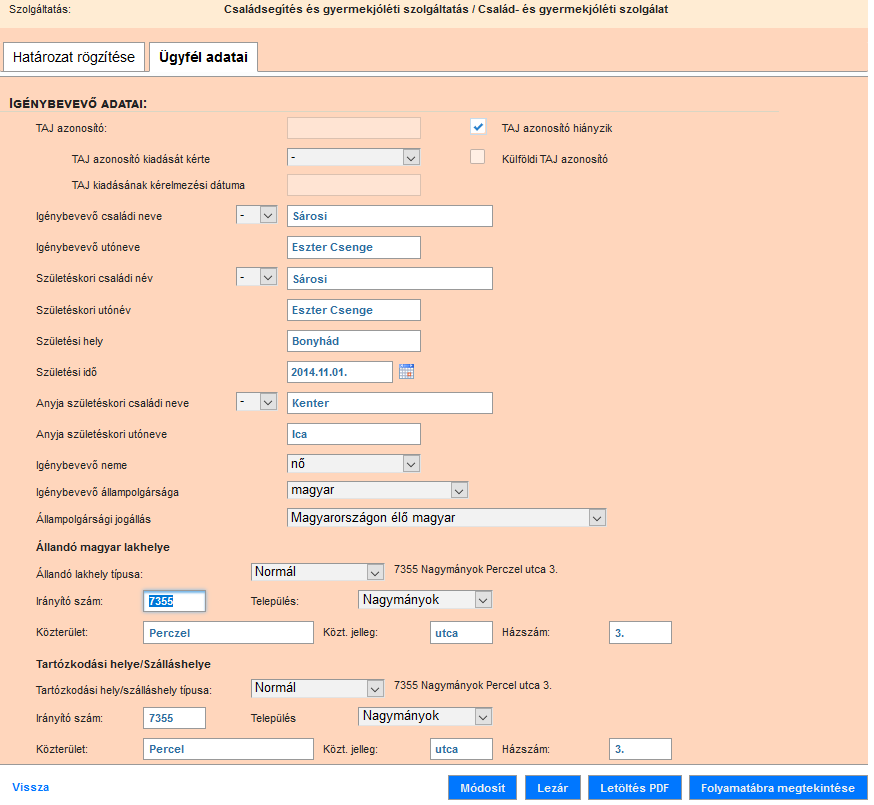 Szolgáltatás: Családsegítés és gyermekjóléti szolgáltatás / Család- és gyermekjóléti szolgálat
Határozat rögzítése Ügyfél adatai
Igénybevevő adatai:
TAJ azonosító: TAJ azonosító hiányzik
TAJ azonosító kiadását kérte - Külföldi TAJ azonosító
TAJ kiadásának kérelmezési dátuma
Igénybevevő családi neve - Sárosi
Igénybevevő utóneve Eszter Csenge
Születéskori családi név - Sárosi
Születéskori utónév Eszter Csenge
Születési hely Bonyhád
Születési idő 2014.11.01.
Anyja születéskori családi neve - Kenter
Anyja születéskori utóneve Ica
Igénybevevő neme nő
Igénybevevő állampolgársága magyar
Állampolgársági jogállás Magyarországon élő magyar
Állandó magyar lakhelye
Állandó lakhely típusa: Normál 7355 Nagymányok Perczel utca 3.
Irányító szám: 7355 Település: Nagymányok
Közterület: Perczel Közt. jelleg: utca Házszám: 3.
Tartózkodási helye/Szálláshelye
Tartózkodási hely/szálláshely típusa: Normál 7355 Nagymányok Percel utca 3.
Irányító szám: 7355 Település Nagymányok
Közterület: Percel Közt. jelleg: utca Házszám: 3.
Vissza Módosít Lezár Letöltés PDF Folyamatábra megtekintése